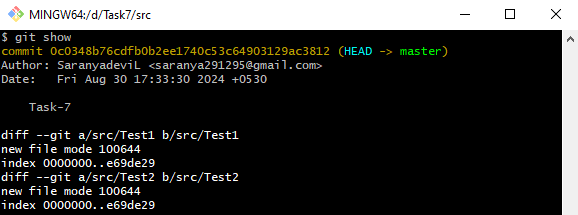 MINGW64:/d/Task7/src
$ git show
commit 0c0348b76cdfb0b2ee1740c53c64903129ac3812 (HEAD -> master)
Author: SaranyadeviL <saranya291295@gmail.com>
Date:   Fri Aug 30 17:33:30 2024 +0530
    Task-7
diff --git a/src/Test1 b/src/Test1
new file mode 100644
index 0000000..e69de29
diff --git a/src/Test2 b/src/Test2
new file mode 100644
index 0000000..e69de29